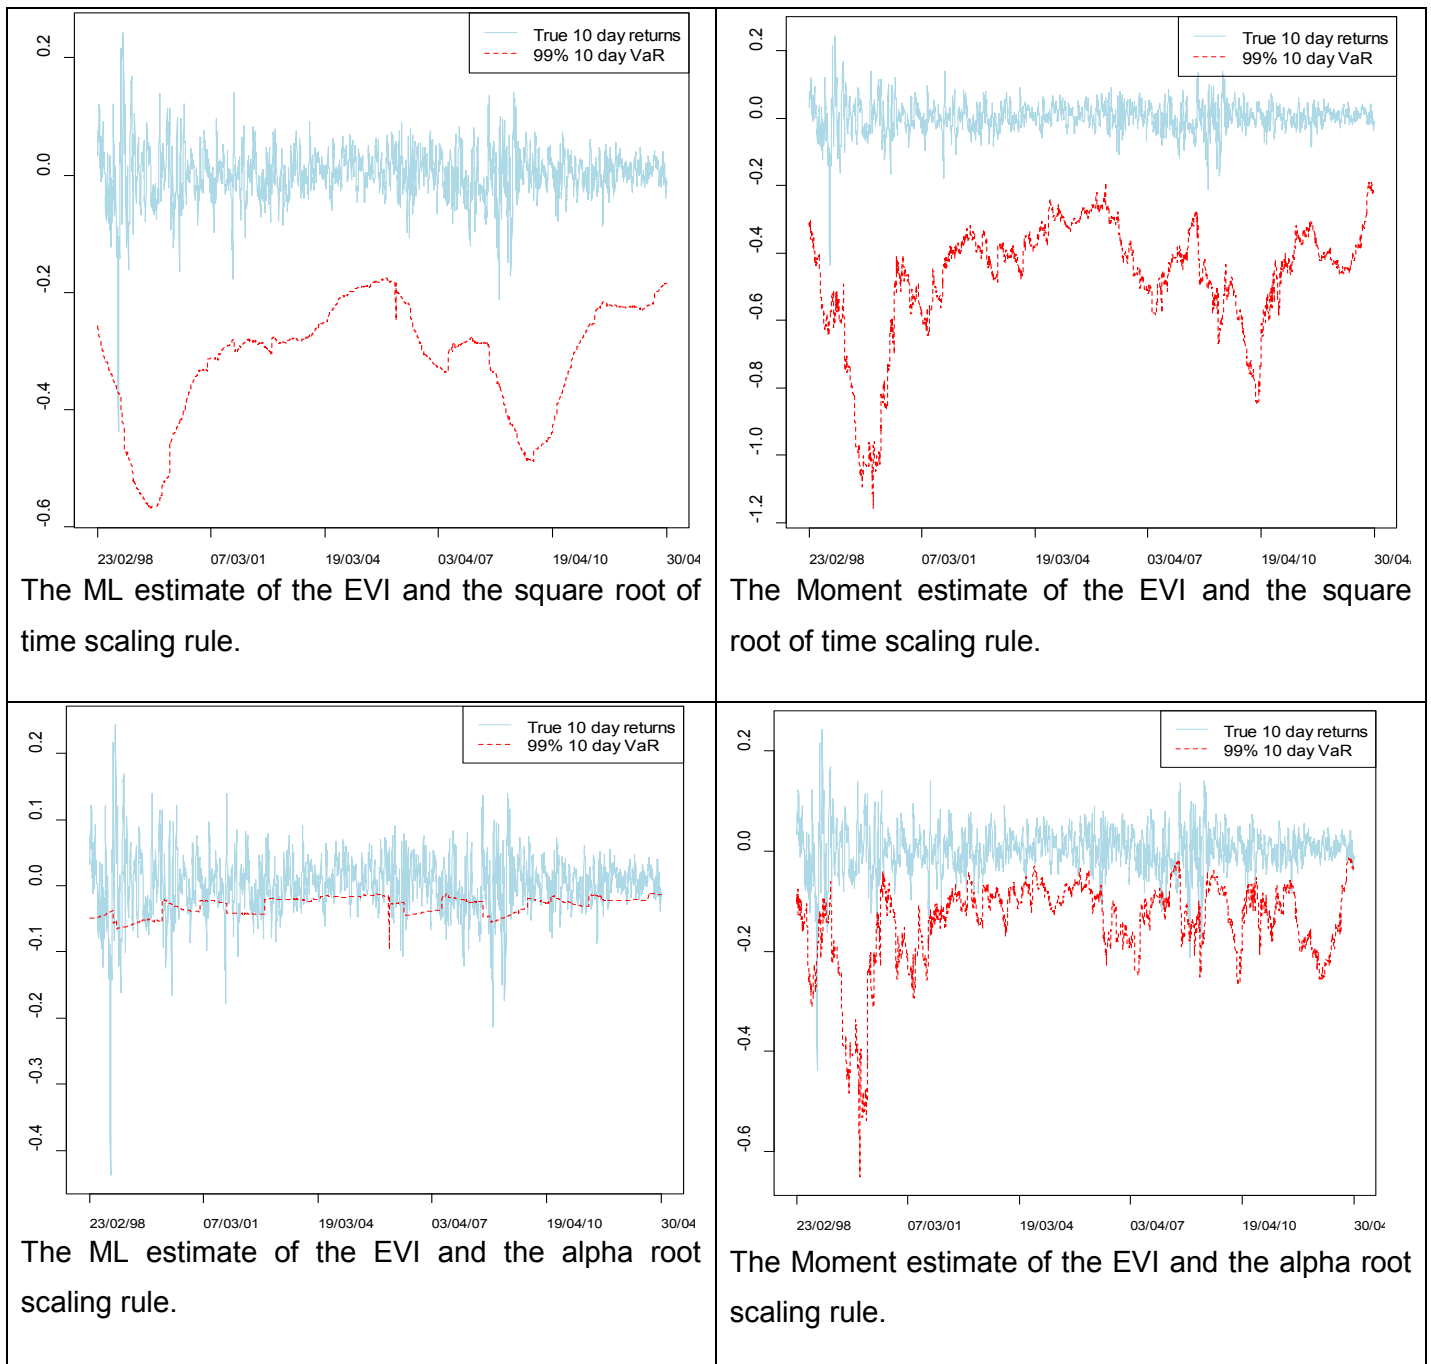 True 10 day returns
99% 10 day VaR
0.2
0.0
-0.2
-0.4
-0.6
23/02/98 07/03/01 19/03/04 03/04/07 19/04/10 30/04
The ML estimate of the EVI and the square root of
time scaling rule.
True 10 day returns
99% 10 day VaR
0.2
0.0
-0.2
-0.4
-0.6
-0.8
-1.0
-1.2
23/02/98 07/03/01 19/03/04 03/04/07 19/04/10 30/04/
The Moment estimate of the EVI and the square
root of time scaling rule.
True 10 day returns
99% 10 day VaR
0.2
0.1
0.0
-0.1
-0.2
-0.3
-0.4
23/02/98 07/03/01 19/03/04 03/04/07 19/04/10 30/04
The ML estimate of the EVI and the alpha root
scaling rule.
True 10 day returns
99% 10 day VaR
0.2
0.0
-0.2
-0.4
-0.6
23/02/98 07/03/01 19/03/04 03/04/07 19/04/10 30/04
The Moment estimate of the EVI and the alpha root
scaling rule.